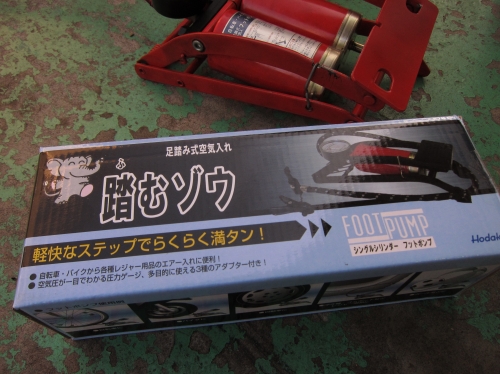 足踏み式空気入れ
ふ
踏むゾウ
軽快なステップでらくらく満タン！
FOOT PUMP
シングルシリンダー フットポンプ
Hodak
●自転車・バイクから各種レジャー用品のエアー入れに便利！
●空気圧が一目でわかる圧力ゲージ、多目的に使える3種のアダプター付き！